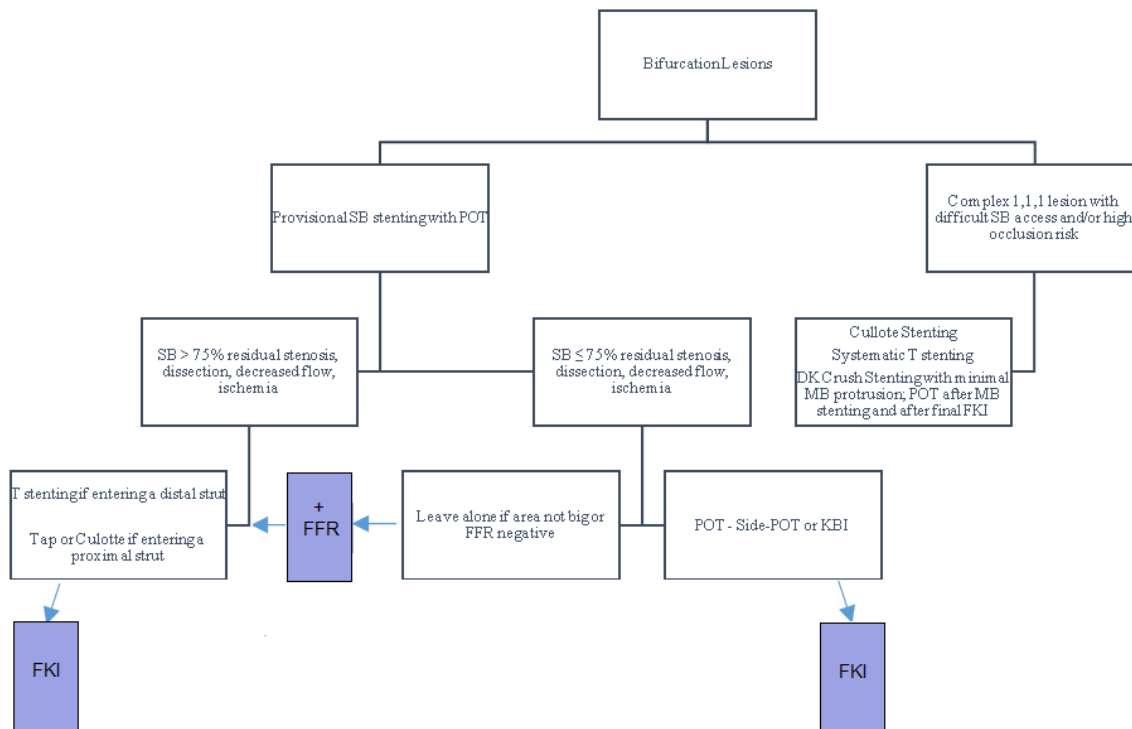 Bifurcation Lesions
Provisional SB stenting with POT
Complex 1,1,1 lesion with
difficult SB access and/or high
occlusion risk
SB > 75% residual stenosis,
dissection, decreased flow,
ischemia
SB ≤ 75% residual stenosis,
dissection, decreased flow,
ischemia
Cullote Stenting
Systematic T stenting
DK Crush Stenting with minimal
MB protrusion; POT after MB
stenting and after final FKI
T stenting if entering a distal strut
Tap or Culotte if entering a
proximal strut
+
FFR
Leave alone if area not big or
FFR negative
POT - Side-POT or KBI
FKI
FKI